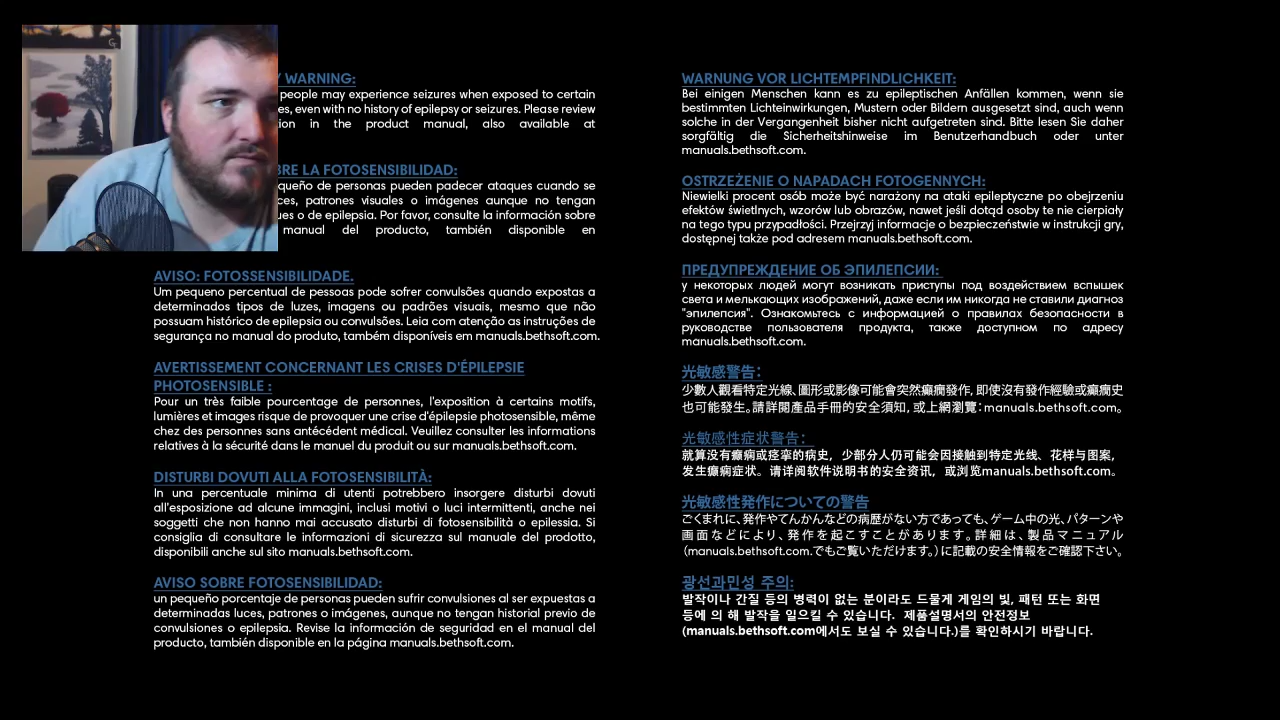 WARNING:
people may experience seizures when exposed to certain
even with no history of epilepsy or seizures. Please review
in the product manual, also available at
LA FOTOSENSIBILIDAD:
de personas pueden padecer ataques cuando se
patrones visuales o imágenes aunque no tengan
o de epilepsia. Por favor, consulte la información sobre
manual del producto, también disponible en
AVISO: FOTOSSENSIBILIDADE.
Um pequeno percentual de pessoas pode sofrer convulsões quando expostas a
determinados tipos de luzes, imagens ou padrões visuais, mesmo que não
possuam histórico de epilepsia ou convulsões. Leia com atenção as instruções de
segurança no manual do produto, também disponíveis em manuals.bethsoft.com.
AVERTISSEMENT CONCERNANT LES CRISES D'ÉPILEPSIE
PHOTOSENSIBLE :
Pour un très faible pourcentage de personnes, l'exposition à certains motifs,
lumières et images risque de provoquer une crise d'épilepsie photosensible, même
chez des personnes sans antécédent médical. Veuillez consulter les informations
relatives à la sécurité dans le manuel du produit ou sur manuals.bethsoft.com.
DISTURBI DOVUTI ALLA FOTOSENSIBILITÀ:
In una percentuale minima di utenti potrebbero insorgere disturbi dovuti
all'esposizione ad alcune immagini, inclusi motivi o luci intermittenti, anche nei
soggetti che non hanno mai accusato disturbi di fotosensibilità o epilessia. Si
consiglia di consultare le informazioni di sicurezza sul manuale del prodotto,
disponibili anche sul sito manuals.bethsoft.com.
AVISO SOBRE FOTOSENSIBILIDAD:
un pequeño porcentaje de personas pueden sufrir convulsiones al ser expuestas a
determinadas luces, patrones o imágenes, aunque no tengan historial previo de
convulsiones o epilepsia. Revise la información de seguridad en el manual del
producto, también disponible en la página manuals.bethsoft.com.
WARNUNG VOR LICHTEMPFINDLICHKEIT:
Bei einigen Menschen kann es zu epileptischen Anfällen kommen, wenn sie
bestimmten Lichteinwirkungen, Mustern oder Bildern ausgesetzt sind, auch wenn
solche in der Vergangenheit bisher nicht aufgetreten sind. Bitte lesen Sie daher
sorgfältig die Sicherheitshinweise im Benutzerhandbuch oder unter
manuals.bethsoft.com.
OSTRZEŻENIE O NAPADACH FOTOGENNYCH:
Niewielki procent osób może być narażony na ataki epileptyczne po obejrzeniu
efektów świetlnych, wzorów lub obrazów, nawet jeśli dotąd osoby te nie cierpiały
na tego typu przypadłości. Przejrzyj informacje o bezpieczeństwie w instrukcji gry,
dostępnej także pod adresem manuals.bethsoft.com.
ПРЕДУПРЕЖДЕНИЕ ОБ ЭПИЛЕПСИИ:
у некоторых людей могут возникать приступы под воздействием вспышек
света и мелькающих изображений, даже если им никогда не ставили диагноз
"эпилепсия". Ознакомьтесь с информацией о правилах безопасности в
руководстве пользователя продукта, также доступном по адресу
manuals.bethsoft.com.
光敏感警告：
少數人觀看特定光線、圖形或影像可能會突然癲癇發作，即使沒有發作經驗或癲癇史
也可能發生。請詳閱產品手冊的安全須知，或上網瀏覽：manuals.bethsoft.com。
光敏感性症状警告：
就算没有癫痫或痉挛的病史，少部分人仍可能会因接触到特定光线、花样与图案，
发生癫痫症状。请详阅软件说明书的安全资讯，或浏览manuals.bethsoft.com。
光敏感性発作についての警告
ごくまれに、発作やてんかんなどの病歴がない方であっても、ゲーム中の光、パターンや
画面などにより、発作を起こすことがあります。詳細は、製品マニュアル
（manuals.bethsoft.com.でもご覧いただけます。）に記載の安全情報をご確認下さい。
광선과민성 주의:
발작이나 간질 등의 병력이 없는 분이라도 드물게 게임의 빛, 패턴 또는 화면
등에 의 해 발작을 일으킬 수 있습니다. 제품설명서의 안전정보
(manuals.bethsoft.com에서도 보실 수 있습니다.)를 확인하시기 바랍니다.